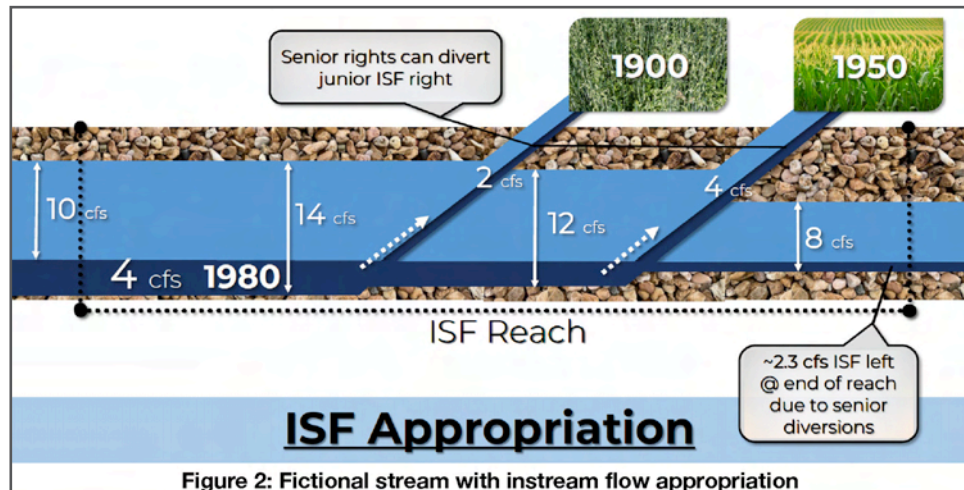 Senior rights can divert
junior ISF right
1900
1950
10 cfs
14 cfs
2 cfs
12 cfs
4 cfs
8 cfs
4 cfs 1980
ISF Reach
~2.3 cfs ISF left
@ end of reach
due to senior
diversions
ISF Appropriation
Figure 2: Fictional stream with instream flow appropriation